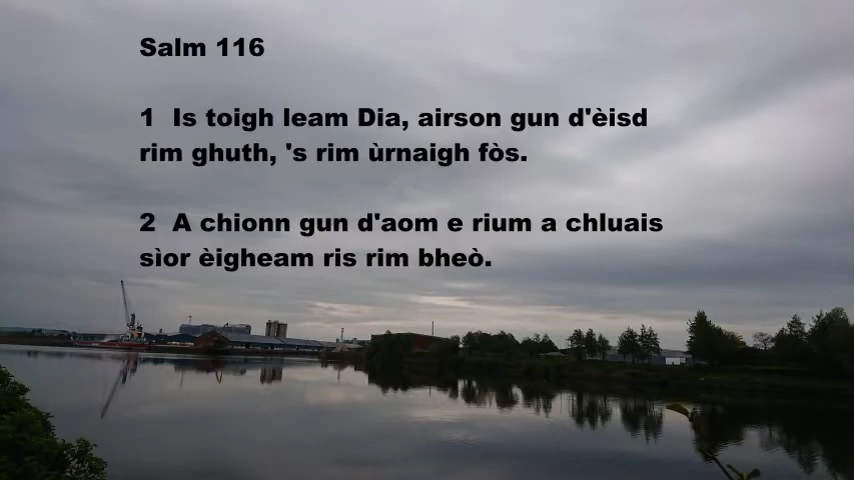 Salm 116
1 Is toigh leam Dia, airson gun d'èisd
rim ghuth, 's rim ùrnaigh fòs.
2 A chionn gun d'aom e rium a chluais
sìor èigheam ris rim bheò.